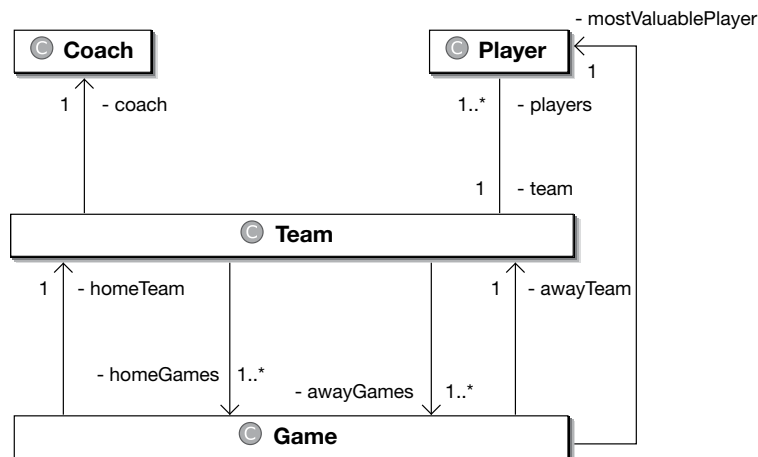 - mostValuablePlayer
C Coach
C Player
1
1 - coach
1..* - players
1 - team
C Team
1 - homeTeam
1 - awayTeam
- homeGames 1..*
- awayGames 1..*
C Game